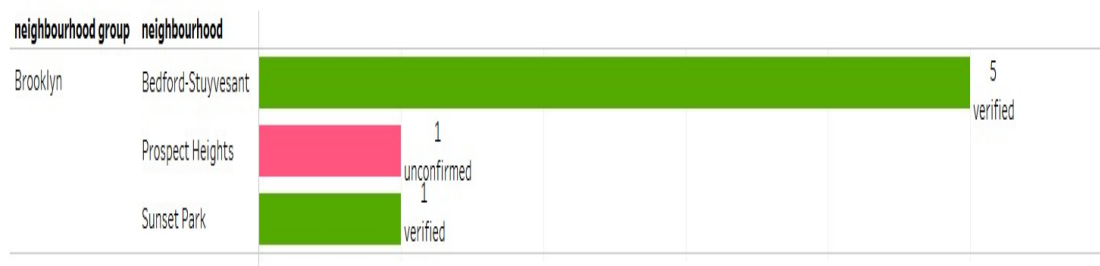 neighbourhood group neighbourhood
Brooklyn Bedford-Stuyvesant 5
verified
Prospect Heights 1
unconfirmed
Sunset Park 1
verified